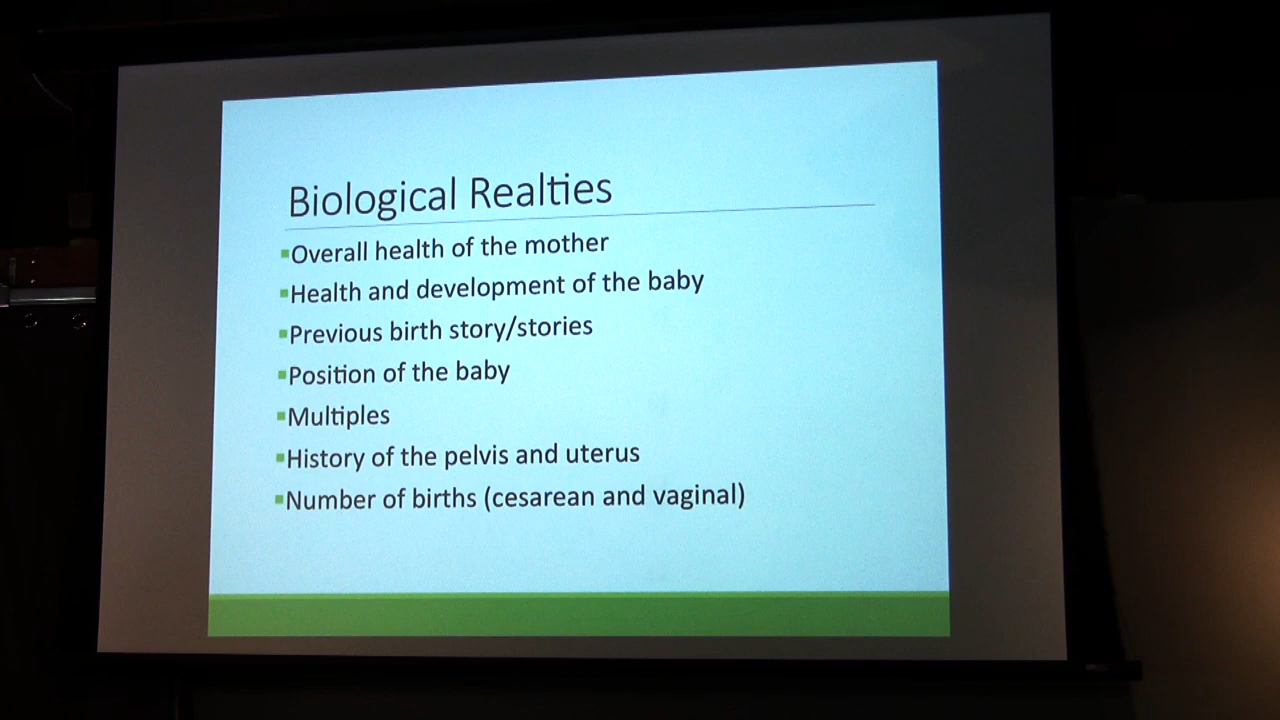 Biological Realties
▪Overall health of the mother
▪Health and development of the baby
▪Previous birth story/stories
▪Position of the baby
▪Multiples
▪History of the pelvis and uterus
▪Number of births (cesarean and vaginal)